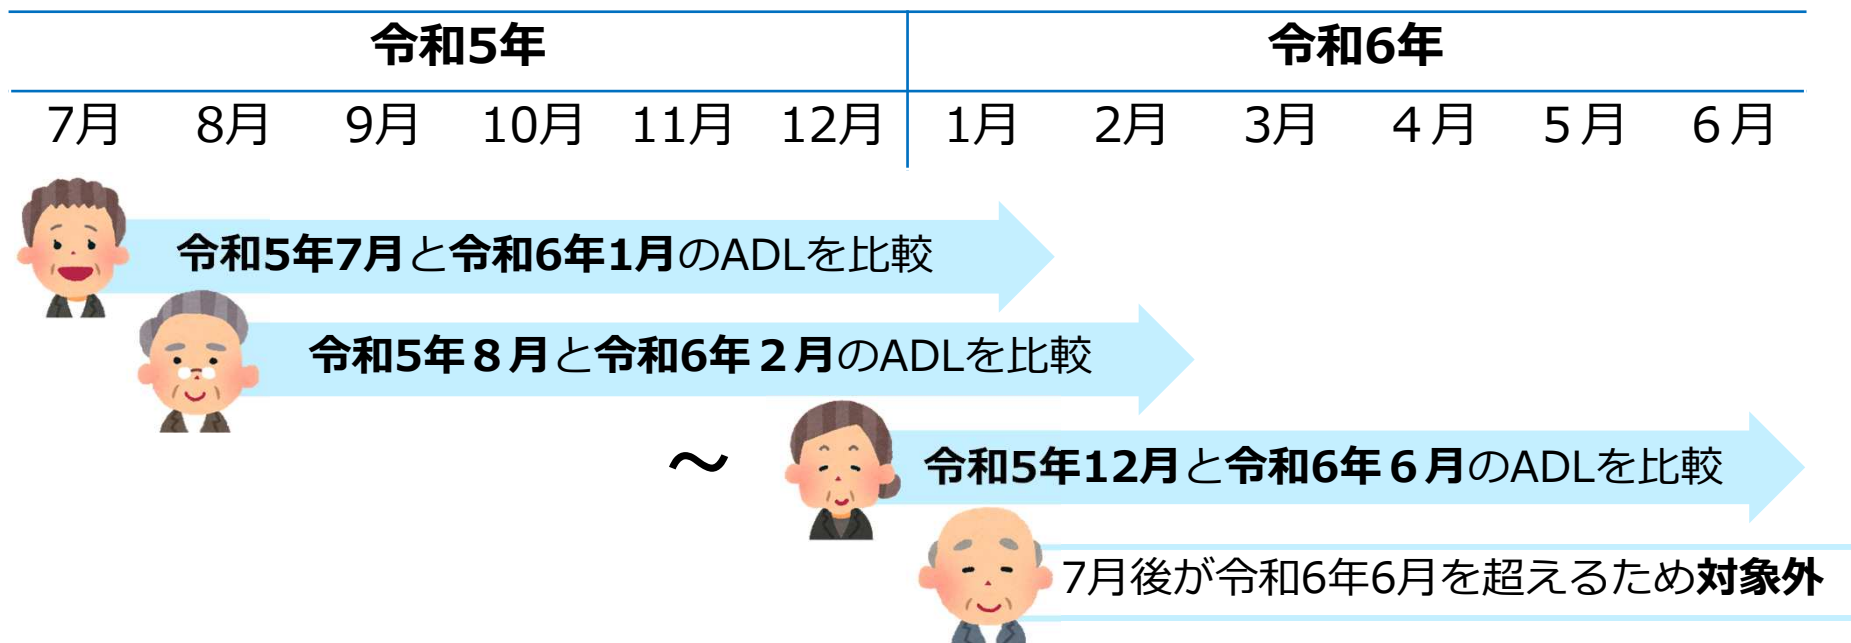 令和5年 令和6年
7月 8月 9月 10月 11月 12月 1月 2月 3月 4月 5月 6月
令和5年7月と令和6年1月のADLを比較
令和5年8月と令和6年2月のADLを比較
～ 令和5年12月と令和6年6月のADLを比較
7月後が令和6年6月を超えるため対象外